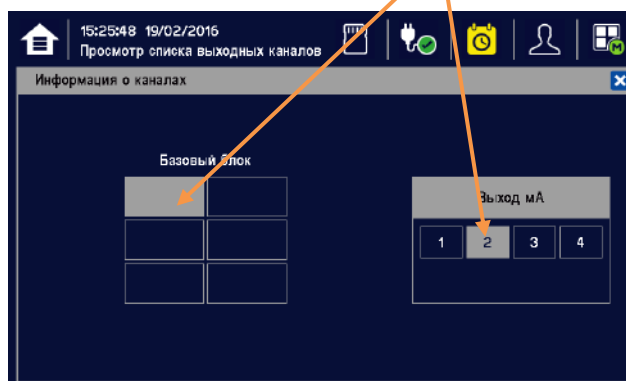 15:25:48 19/02/2016
Просмотр списка выходных каналов
Информация о каналах
Базовый блок
Выход мА
1 2 3 4
M